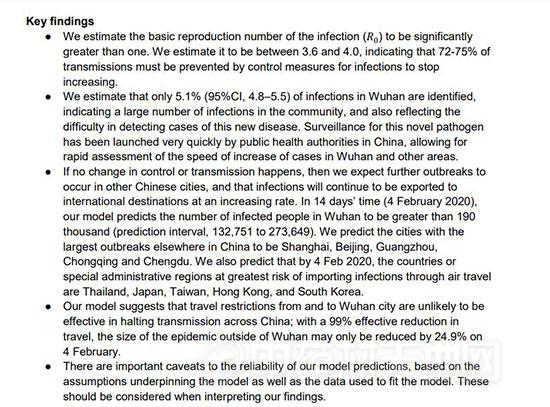 Key findings
● We estimate the basic reproduction number of the infection (R₀) to be significantly
greater than one. We estimate it to be between 3.6 and 4.0, indicating that 72-75% of
transmissions must be prevented by control measures for infections to stop
increasing.
● We estimate that only 5.1% (95%CI, 4.8–5.5) of infections in Wuhan are identified,
indicating a large number of infections in the community, and also reflecting the
difficulty in detecting cases of this new disease. Surveillance for this novel pathogen
has been launched very quickly by public health authorities in China, allowing for
rapid assessment of the speed of increase of cases in Wuhan and other areas.
● If no change in control or transmission happens, then we expect further outbreaks to
occur in other Chinese cities, and that infections will continue to be exported to
international destinations at an increasing rate. In 14 days' time (4 February 2020),
our model predicts the number of infected people in Wuhan to be greater than 190
thousand (prediction interval, 132,751 to 273,649). We predict the cities with the
largest outbreaks elsewhere in China to be Shanghai, Beijing, Guangzhou,
Chongqing and Chengdu. We also predict that by 4 Feb 2020, the countries or
special administrative regions at greatest risk of importing infections through air travel
are Thailand, Japan, Taiwan, Hong Kong, and South Korea.
● Our model suggests that travel restrictions from and to Wuhan city are unlikely to be
effective in halting transmission across China; with a 99% effective reduction in
travel, the size of the epidemic outside of Wuhan may only be reduced by 24.9% on
4 February.
● There are important caveats to the reliability of our model predictions, based on the
assumptions underpinning the model as well as the data used to fit the model. These
should be considered when interpreting our findings.